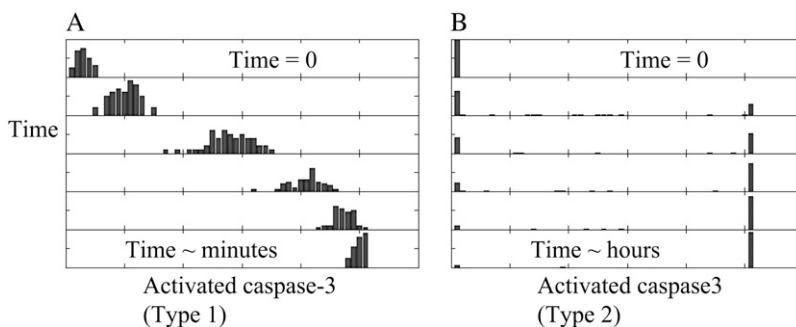 A
B
Time = 0
Time = 0
Time
Time ~ minutes
Time ~ hours
Activated caspase-3
(Type 1)
Activated caspase3
(Type 2)